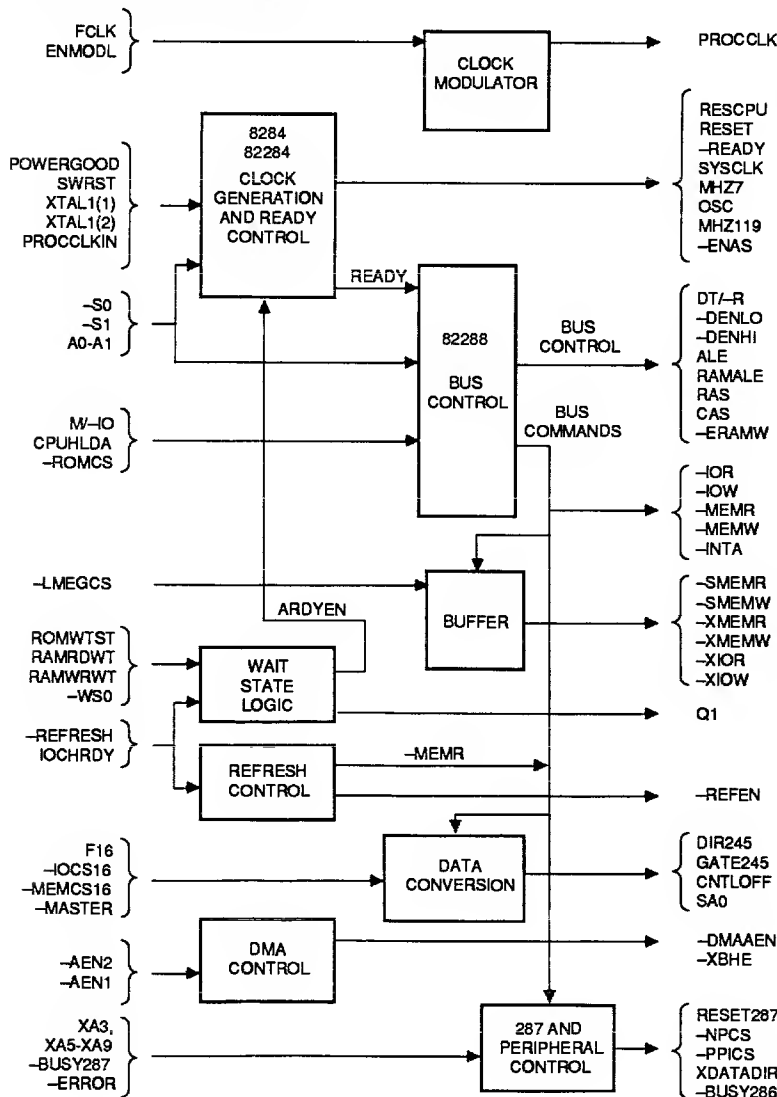 FCLK
ENMODL
CLOCK
MODULATOR
PROCCLK
POWERGOOD
SWRST
XTAL1(1)
XTAL1(2)
PROCCLKIN
8284
82284
CLOCK
GENERATION
AND READY
CONTROL
RESCPU
RESET
–READY
SYSCLK
MHZ7
OSC
MHZ119
–ENAS
–S0
–S1
A0-A1
READY
M/–IO
CPUHLDA
–ROMCS
82288
BUS
CONTROL
BUS
CONTROL
BUS
COMMANDS
DT/–R
–DENLO
–DENHI
ALE
RAMALE
RAS
CAS
–ERAMW
–IOR
–IOW
–MEMR
–MEMW
–INTA
–LMEGCS
BUFFER
–SMEMR
–SMEMW
–XMEMR
–XMEMW
–XIOR
–XIOW
ARDYEN
ROMWTST
RAMRDWT
RAMWRWT
–WS0
WAIT
STATE
LOGIC
Q1
–REFRESH
IOCHRDY
REFRESH
CONTROL
–MEMR
–REFEN
F16
–IOCS16
–MEMCS16
–MASTER
DATA
CONVERSION
DIR245
GATE245
CNTLOFF
SA0
–AEN2
–AEN1
DMA
CONTROL
–DMAAEN
–XBHE
XA3,
XA5-XA9
–BUSY287
–ERROR
287 AND
PERIPHERAL
CONTROL
RESET287
–NPCS
–PPICS
XDATADIR
–BUSY286